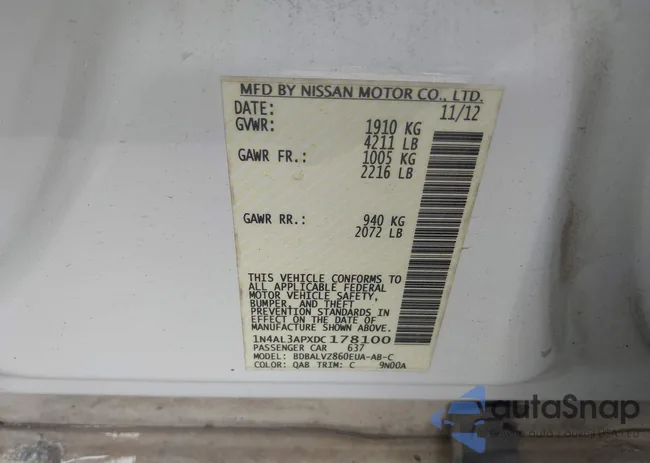 MFD BY NISSAN MOTOR CO., LTD.
DATE: 11/12
GVWR: 1910 KG
4211 LB
GAWR FR.: 1005 KG
2216 LB
GAWR RR.: 940 KG
2072 LB
THIS VEHICLE CONFORMS TO
ALL APPLICABLE FEDERAL
MOTOR VEHICLE SAFETY,
BUMPER, AND THEFT
PREVENTION STANDARDS IN
EFFECT ON THE DATE OF
MANUFACTURE SHOWN ABOVE.
1N4AL3APXDC178100
PASSENGER CAR 637
MODEL: BDBALVZ860EUA-AB-C
COLOR: QAB TRIM: C 9N00A
autaSnap